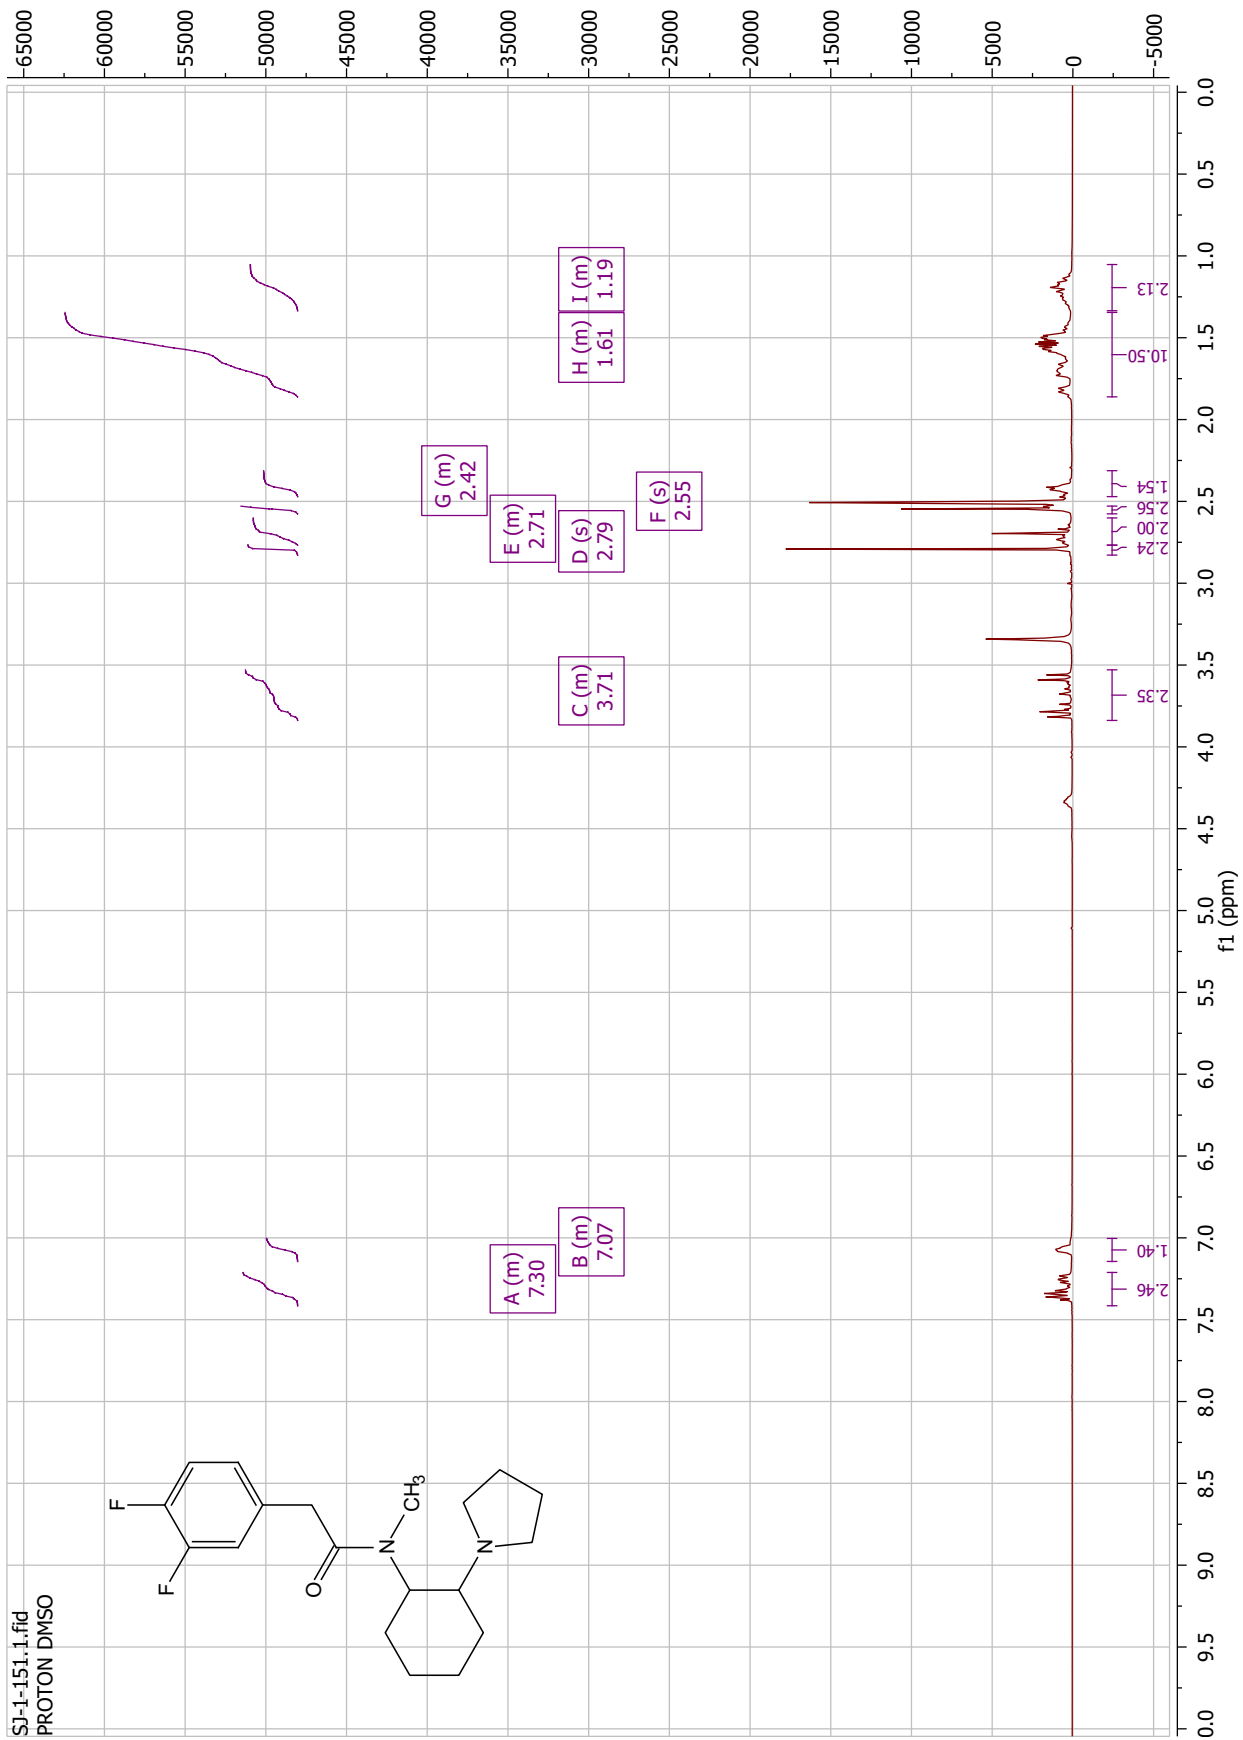 SJ-1-151.1.fid
PROTON DMSO
F
F
O
N
CH3
N
A (m)
7.30
B (m)
7.07
C (m)
3.71
D (s)
2.79
E (m)
2.71
F (s)
2.55
G (m)
2.42
H (m)
1.61
I (m)
1.19
65000
60000
55000
50000
45000
40000
35000
30000
25000
20000
15000
10000
5000
0
-5000
2.46
1.40
2.35
2.24
2.00
2.56
1.54
10.50
2.13
0.0 9.5 9.0 8.5 8.0 7.5 7.0 6.5 6.0 5.5 5.0 4.5 4.0 3.5 3.0 2.5 2.0 1.5 1.0 0.5 0.0
f1 (ppm)